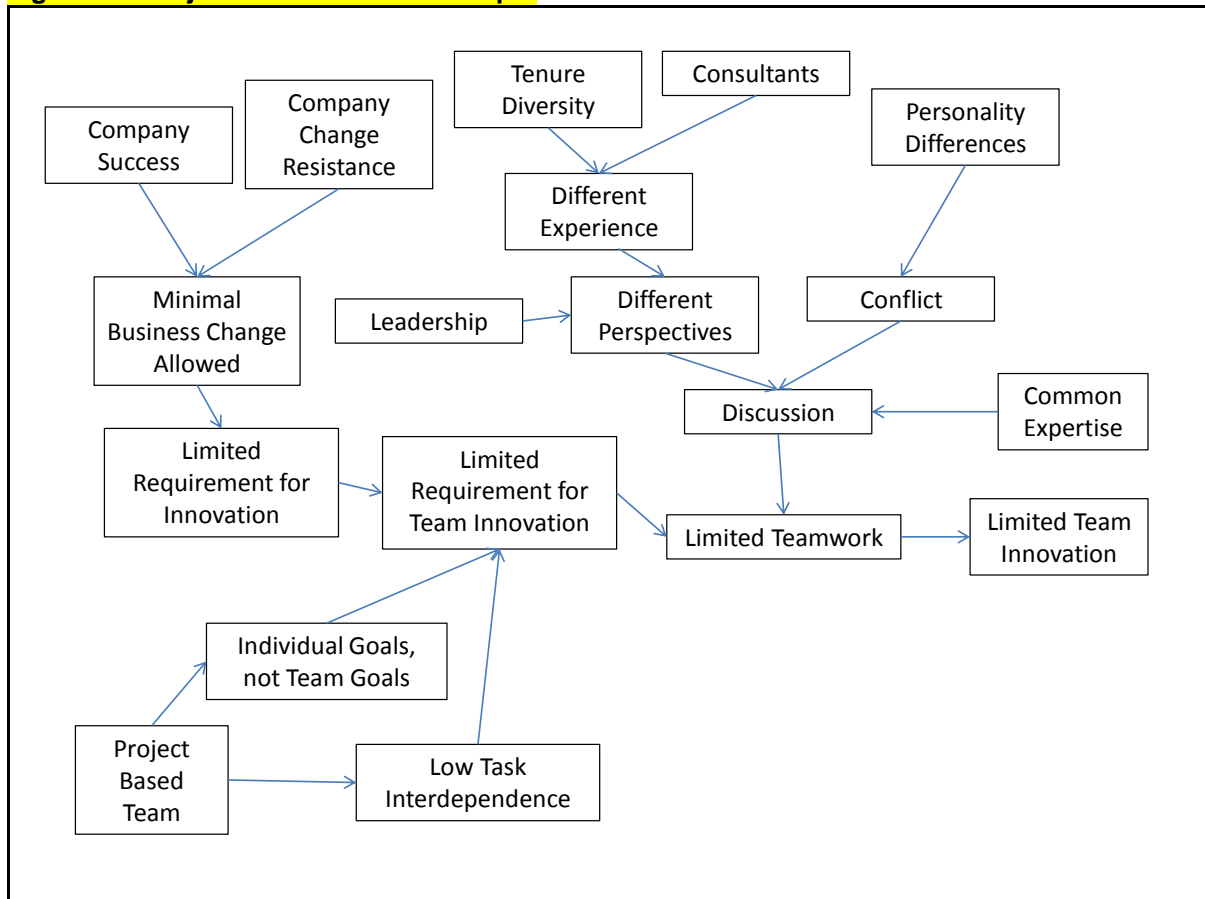 Tenure
Diversity
Consultants
Company
Change
Resistance
Company
Success
Personality
Differences
Different
Experience
Minimal
Business Change
Allowed
Leadership
Different
Perspectives
Conflict
Discussion
Common
Expertise
Limited
Requirement for
Innovation
Limited
Requirement for
Team Innovation
Limited Teamwork
Limited Team
Innovation
Individual Goals,
not Team Goals
Project
Based
Team
Low Task
Interdependence